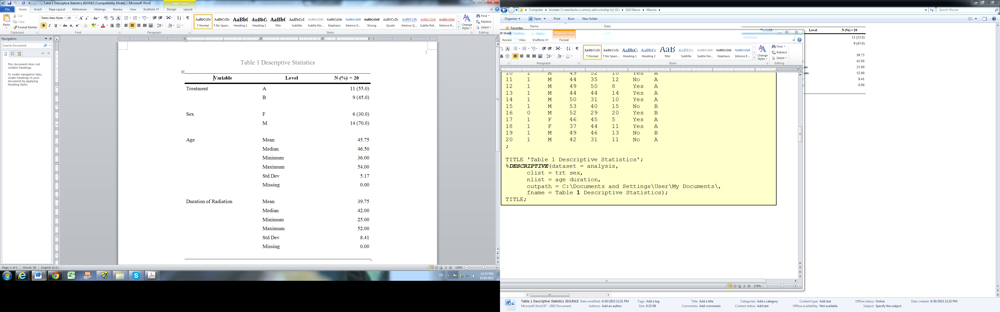 Table 1 Descriptive Statistics 30JUN15 [Compatibility Mode] - Microsoft Word
Table Tools
File Home Insert Page Layout References Mailings Review View EndNote X7 Design Layout
Cut
Copy
Format Painter
Paste
Times New Roma 10
AaBbCcDc AaBbCcDc AaBbC AaBbCc AaBbC AaBbCcI AaBbCcDdl AaBbCcDdl AaBbCcDdl AaBbCcDdl AaBbCcDc AaBbCcDc AABBCCDDE AABBCCDDI
¶ Normal ¶ No Spaci... Heading 1 Heading 2 Title Subtitle Subtle Em... Emphasis Intense E... Strong Quote Intense Q... Subtle Ref... Intense R...
Change Styles
Find
Replace
Select
Clipboard Font Paragraph Styles Editing
Navigation
Search Document
This document does not
contain headings.
To create navigation tabs,
create headings in your
document by applying
Heading Styles.
1
Table 1 Descriptive Statistics
Variable Level N (%) = 20
Treatment A 11 (55.0)
B 9 (45.0)
Sex F 6 (30.0)
M 14 (70.0)
Age Mean 45.75
Median 46.50
Minimum 36.00
Maximum 54.00
Std Dev 5.17
Missing 0.00
Duration of Radiation Mean 39.75
Median 42.00
Minimum 25.00
Maximum 52.00
Std Dev 8.41
Missing 0.00
Page: 1 of 1 Words: 50 English (U.S.) 150%
EN 12:33 PM
6/30/2015
Computer biostats (\\nasn2acts.cc.emory.edu\winship-ts) (G:) SAS Macro Macros Search Macros
Organize Open Print Burn New folder
Favorites Name Date
Level N (%) = 20
11 (55.0)
9 (45.0)
39.75
42.00
25.00
52.00
8.41
0.00
oft Word Drawing Tools
Review View EndNote X7 Format
AaBbCcDc AaBbCcDc AaBbC AaBbCc AaB AaBbCc. AaBbCcDdl AaBbCcDdl AaBbCcDdl
¶ Normal ¶ No Spaci... Heading 1 Heading 2 Title Subtitle Subtle Em... Emphasis Intense E...
Change Styles
Find
Replace
Select
Paragraph Styles Editing
10 1 M 49 52 10 Yes A
11 1 M 44 35 12 No A
12 1 M 49 50 8 Yes A
13 1 M 44 44 14 Yes A
14 1 M 50 31 10 Yes A
15 1 M 53 40 15 No B
16 0 M 52 29 20 Yes B
17 1 F 46 45 5 Yes A
18 1 F 37 44 11 Yes A
19 1 M 49 46 13 No B
20 1 M 42 31 11 No A
;
TITLE 'Table 1 Descriptive Statistics';
%DESCRIPTIVE(dataset = analysis,
clist = trt sex,
nlist = age duration,
outpath = C:\Documents and Settings\User\My Documents\,
fname = Table 1 Descriptive Statistics);
TITLE;
170%
Table 1 Descriptive Statistics 30JUN15 Date modified: 6/30/2015 12:31 PM Tags: Add a tag Title: Add a title Categories: Add a category Content type: Add text Offline status: Online Date created: 6/30/2015 12:25 PM
Microsoft Word 97 - 2003 Document Authors: Add an author Size: 9.33 KB Comments: Add comments Content status: Add text Offline availability: Not available Subject: Specify the subject